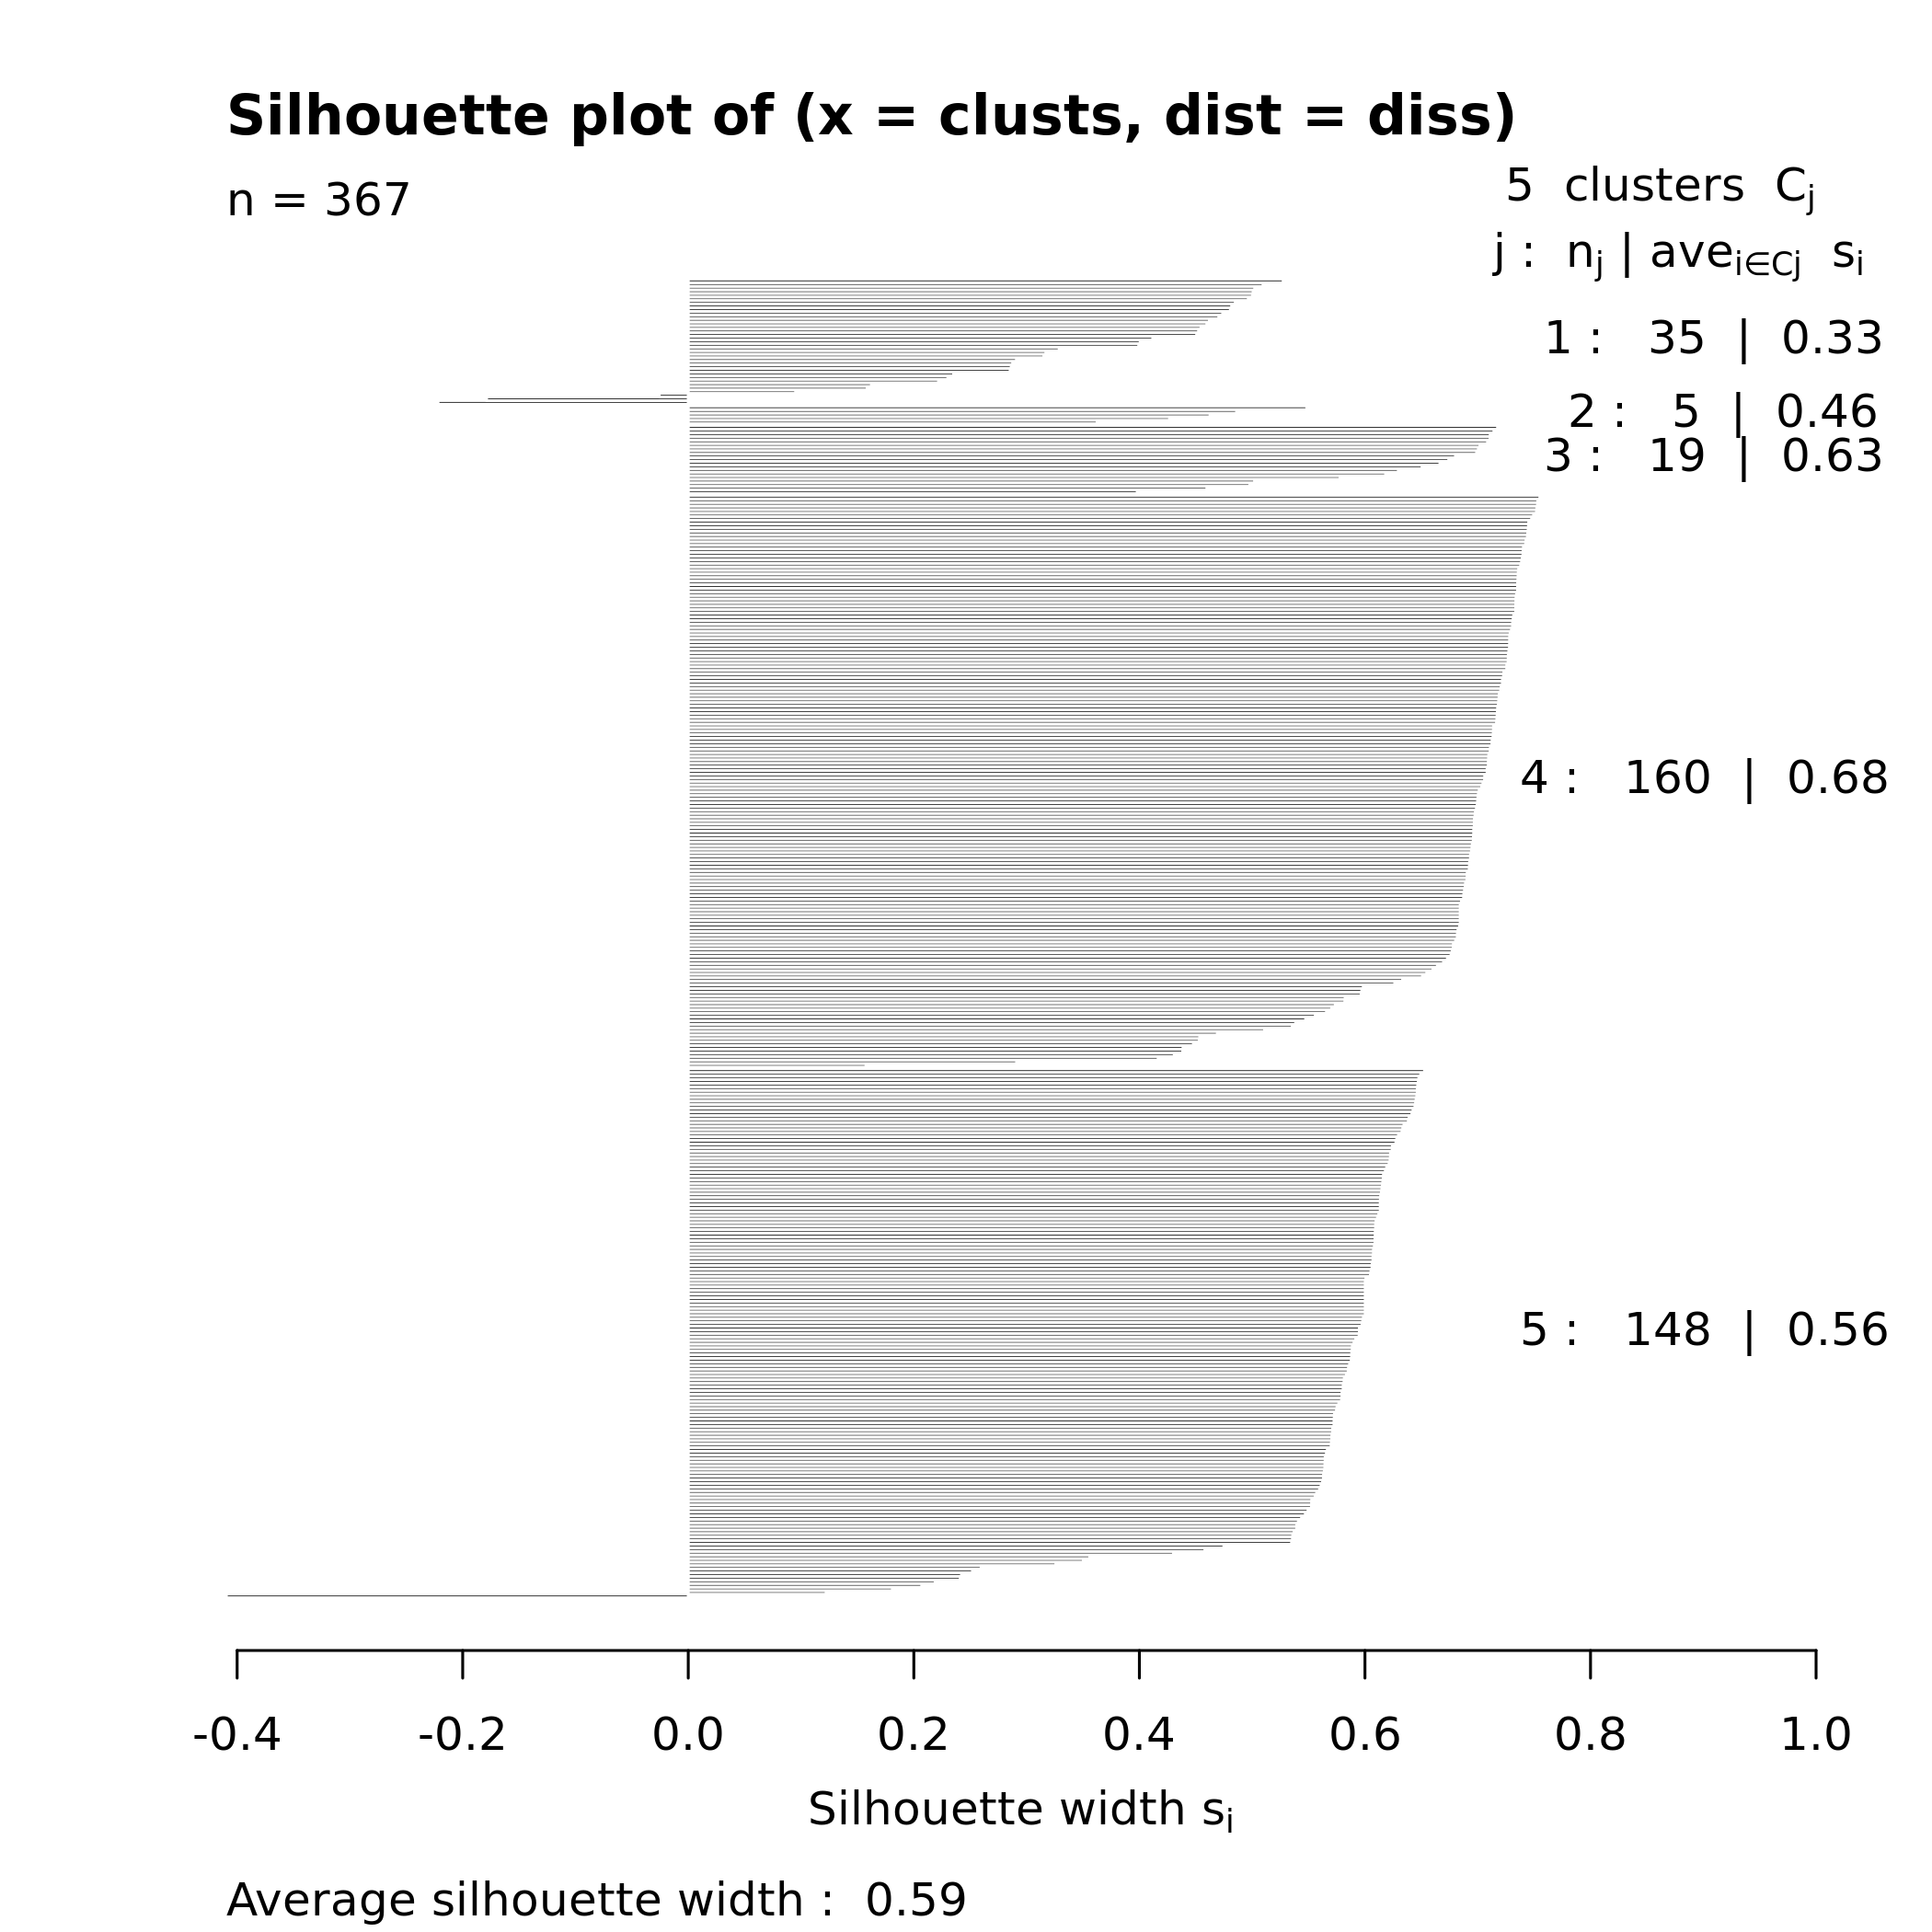 Silhouette plot of (x = clusts, dist = diss)
n = 367
5 clusters Cj
j : nj | avei∈Cj si
1 : 35 | 0.33
2 : 5 | 0.46
3 : 19 | 0.63
4 : 160 | 0.68
5 : 148 | 0.56
-0.4 -0.2 0.0 0.2 0.4 0.6 0.8 1.0
Silhouette width si
Average silhouette width : 0.59